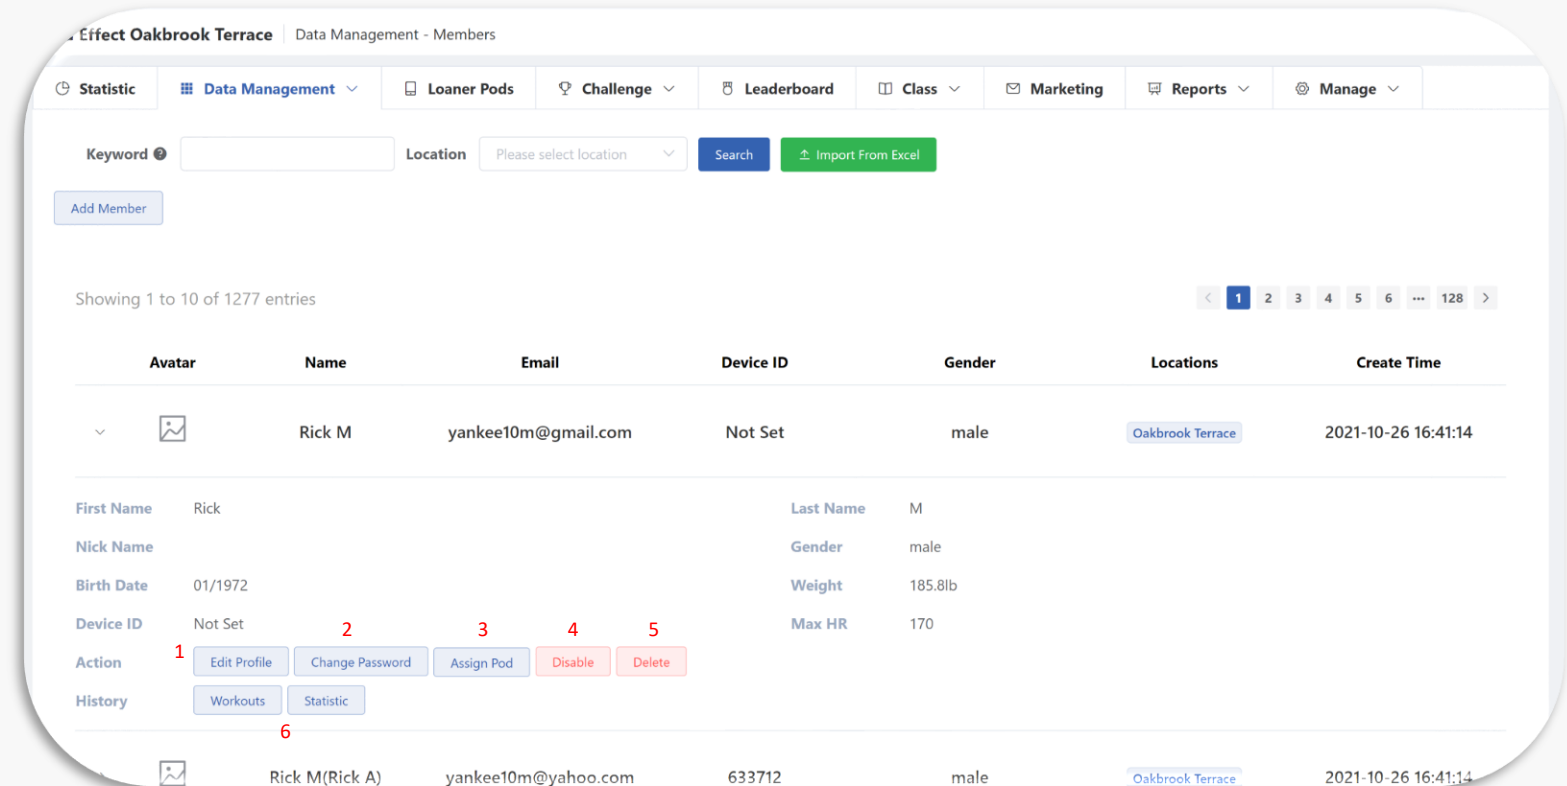 Effect Oakbrook Terrace Data Management - Members
Statistic Data Management Loaner Pods Challenge Leaderboard Class Marketing Reports Manage
Keyword Location Please select location Search Import From Excel
Add Member
Showing 1 to 10 of 1277 entries 1 2 3 4 5 6 ••• 128
Avatar Name Email Device ID Gender Locations Create Time
Rick M yankee10m@gmail.com Not Set male Oakbrook Terrace 2021-10-26 16:41:14
First Name Rick Last Name M
Nick Name Gender male
Birth Date 01/1972 Weight 185.8lb
Device ID Not Set Max HR 170
2 3 4 5
1
Action Edit Profile Change Password Assign Pod Disable Delete
History Workouts Statistic
6
Rick M(Rick A) yankee10m@yahoo.com 633712 male Oakbrook Terrace 2021-10-26 16:41:14